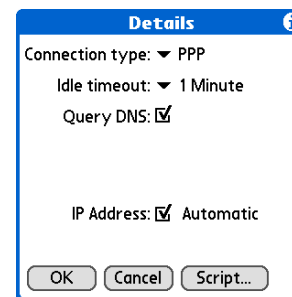 Details
Connection type: PPP
Idle timeout: 1 Minute
Query DNS:
IP Address: Automatic
OK Cancel Script...